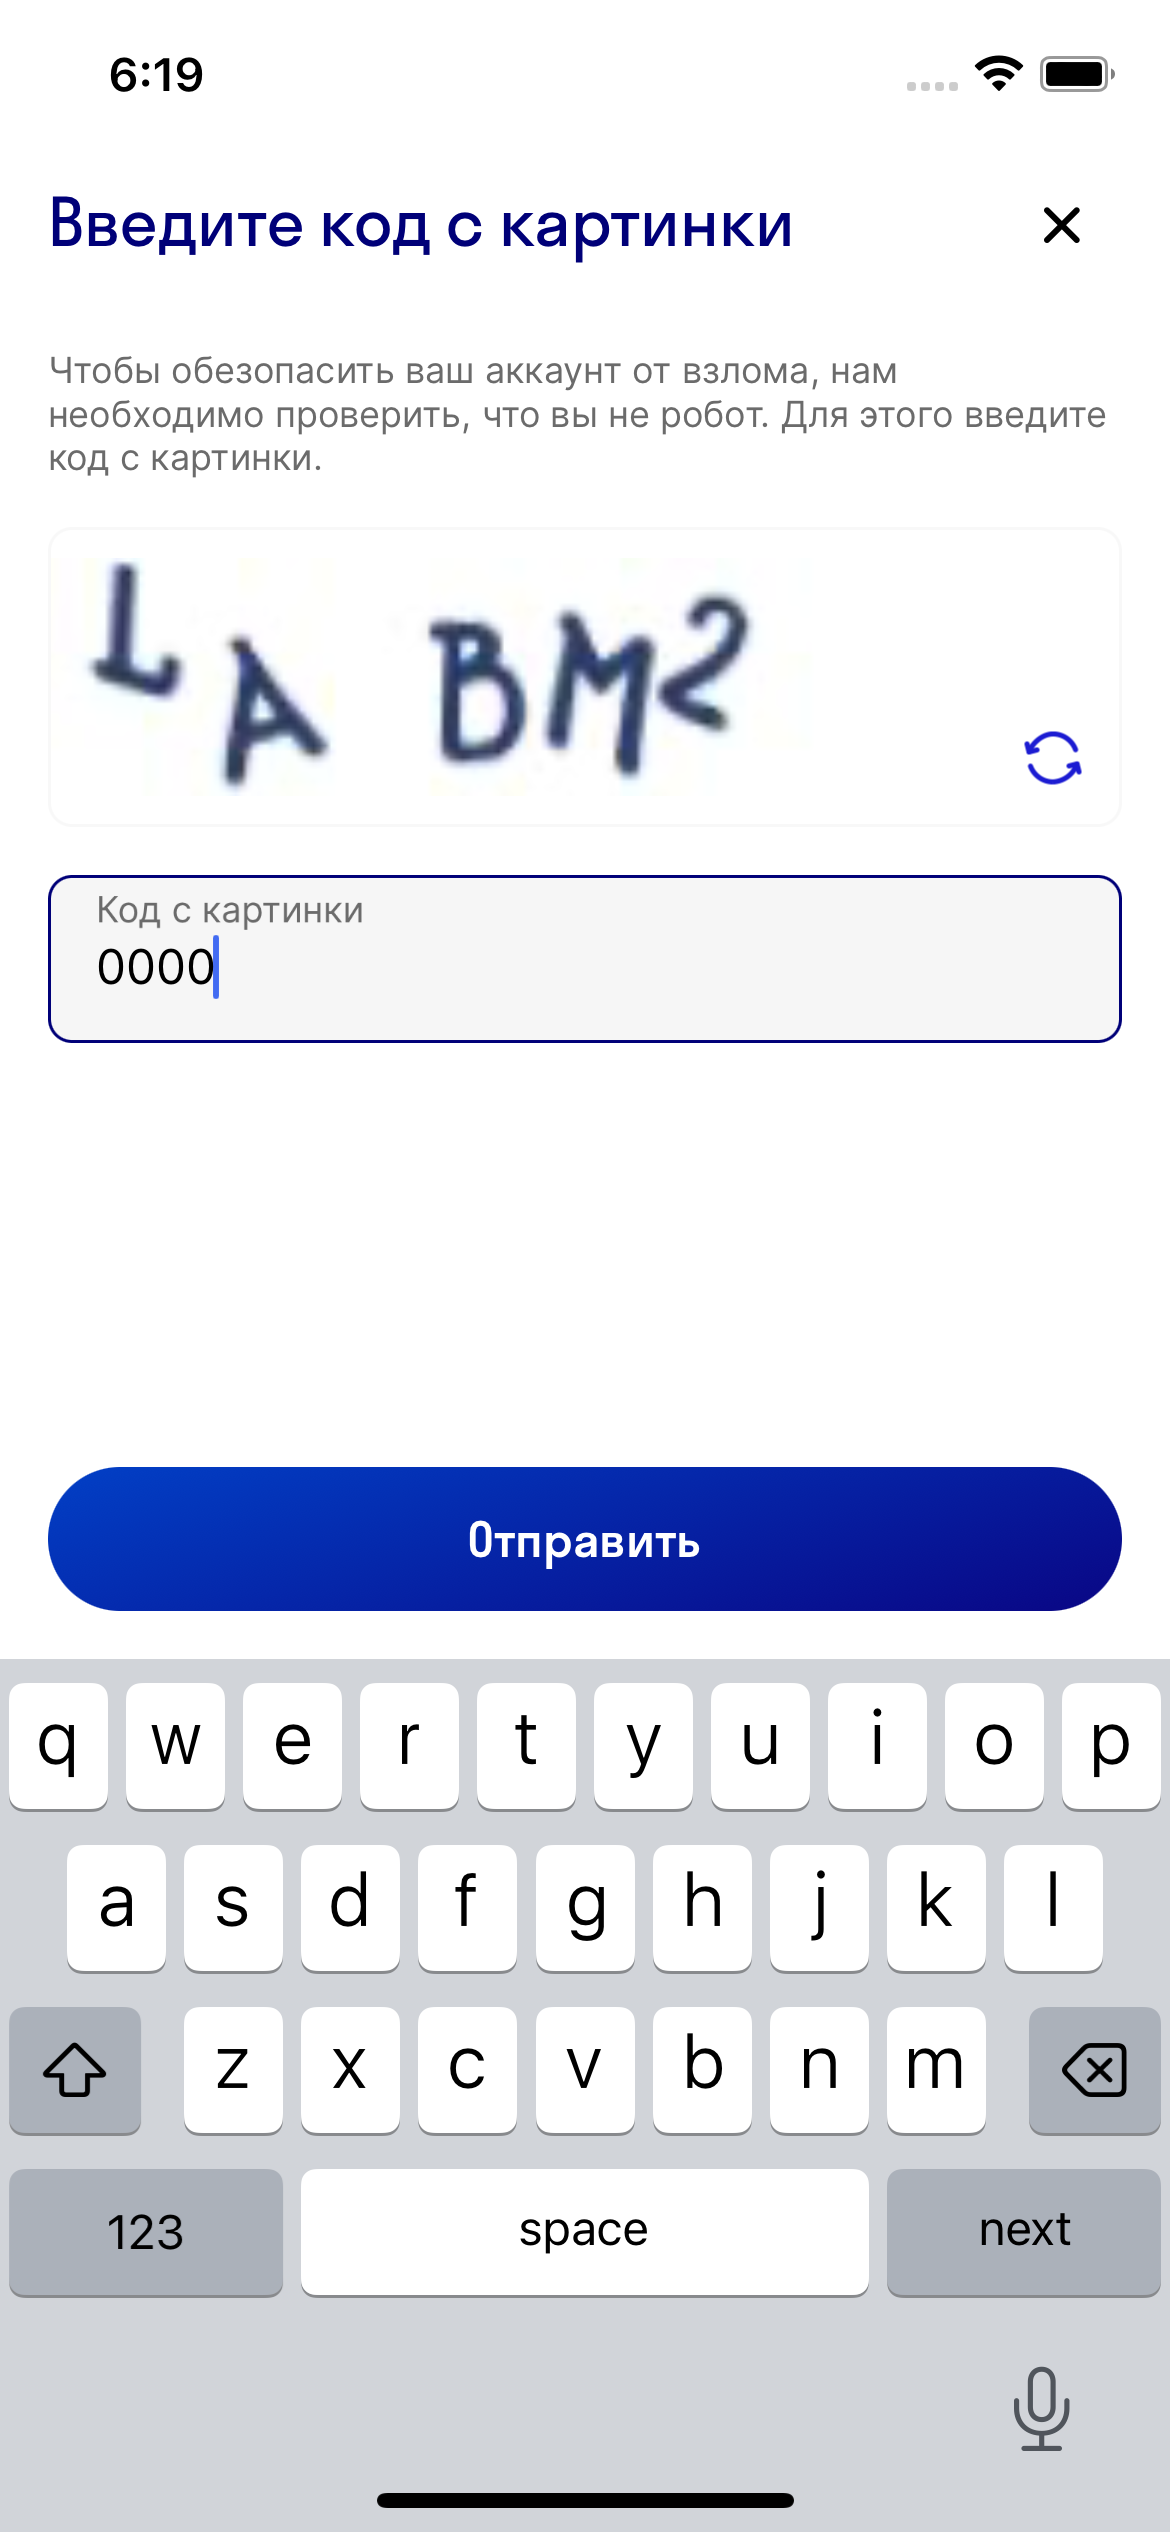 6:19
Введите код с картинки
Чтобы обезопасить ваш аккаунт от взлома, нам
необходимо проверить, что вы не робот. Для этого введите
код с картинки.
LA BM2
Код с картинки
0000
Отправить
q w e r t y u i o p
a s d f g h j k l
z x c v b n m
123 space next